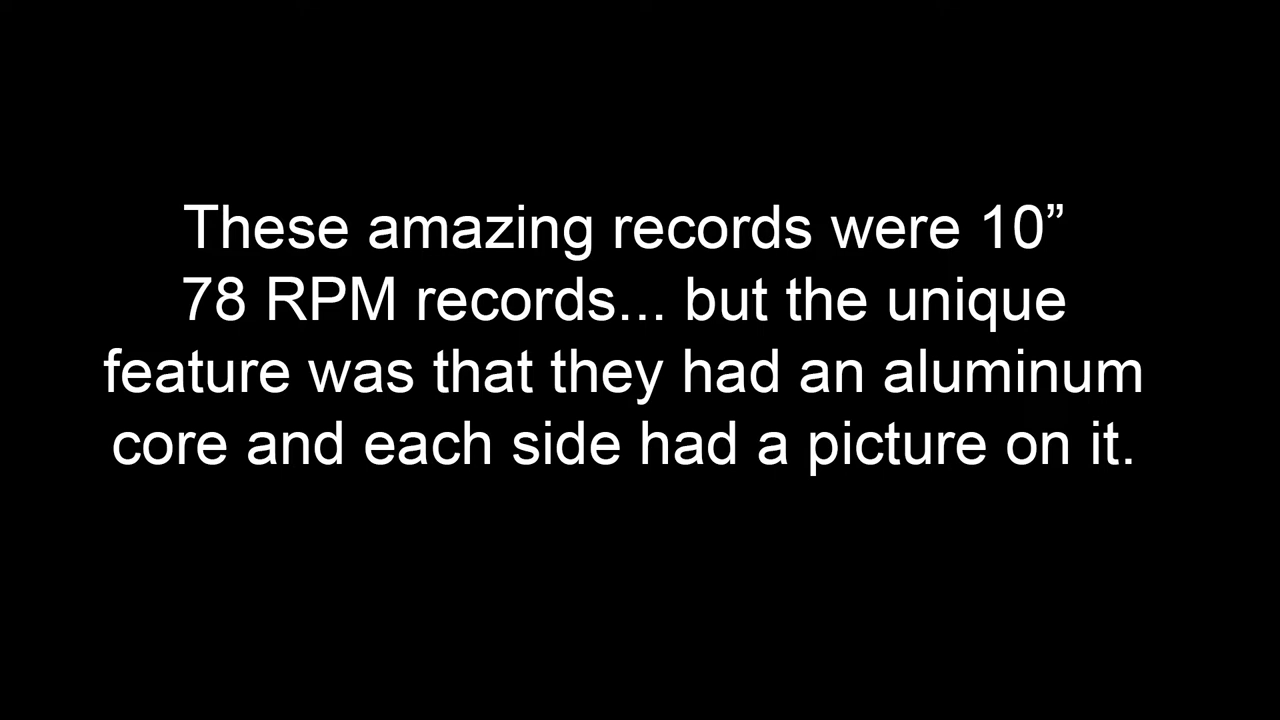 These amazing records were 10”
78 RPM records... but the unique
feature was that they had an aluminum
core and each side had a picture on it.